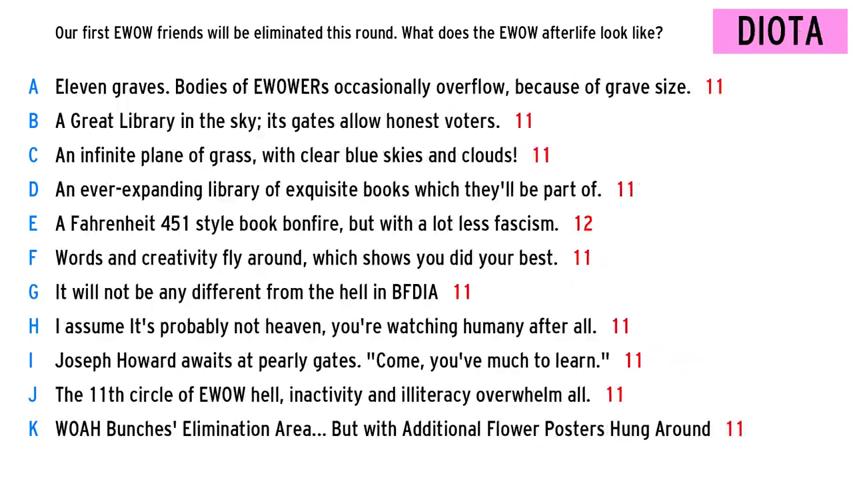 Our first EWOW friends will be eliminated this round. What does the EWOW afterlife look like?
DIOTA
A Eleven graves. Bodies of EWOWERs occasionally overflow, because of grave size. 11
B A Great Library in the sky; its gates allow honest voters. 11
C An infinite plane of grass, with clear blue skies and clouds! 11
D An ever-expanding library of exquisite books which they'll be part of. 11
E A Fahrenheit 451 style book bonfire, but with a lot less fascism. 12
F Words and creativity fly around, which shows you did your best. 11
G It will not be any different from the hell in BFDIA 11
H I assume It's probably not heaven, you're watching humany after all. 11
I Joseph Howard awaits at pearly gates. "Come, you've much to learn." 11
J The 11th circle of EWOW hell, inactivity and illiteracy overwhelm all. 11
K WOAH Bunches' Elimination Area... But with Additional Flower Posters Hung Around 11